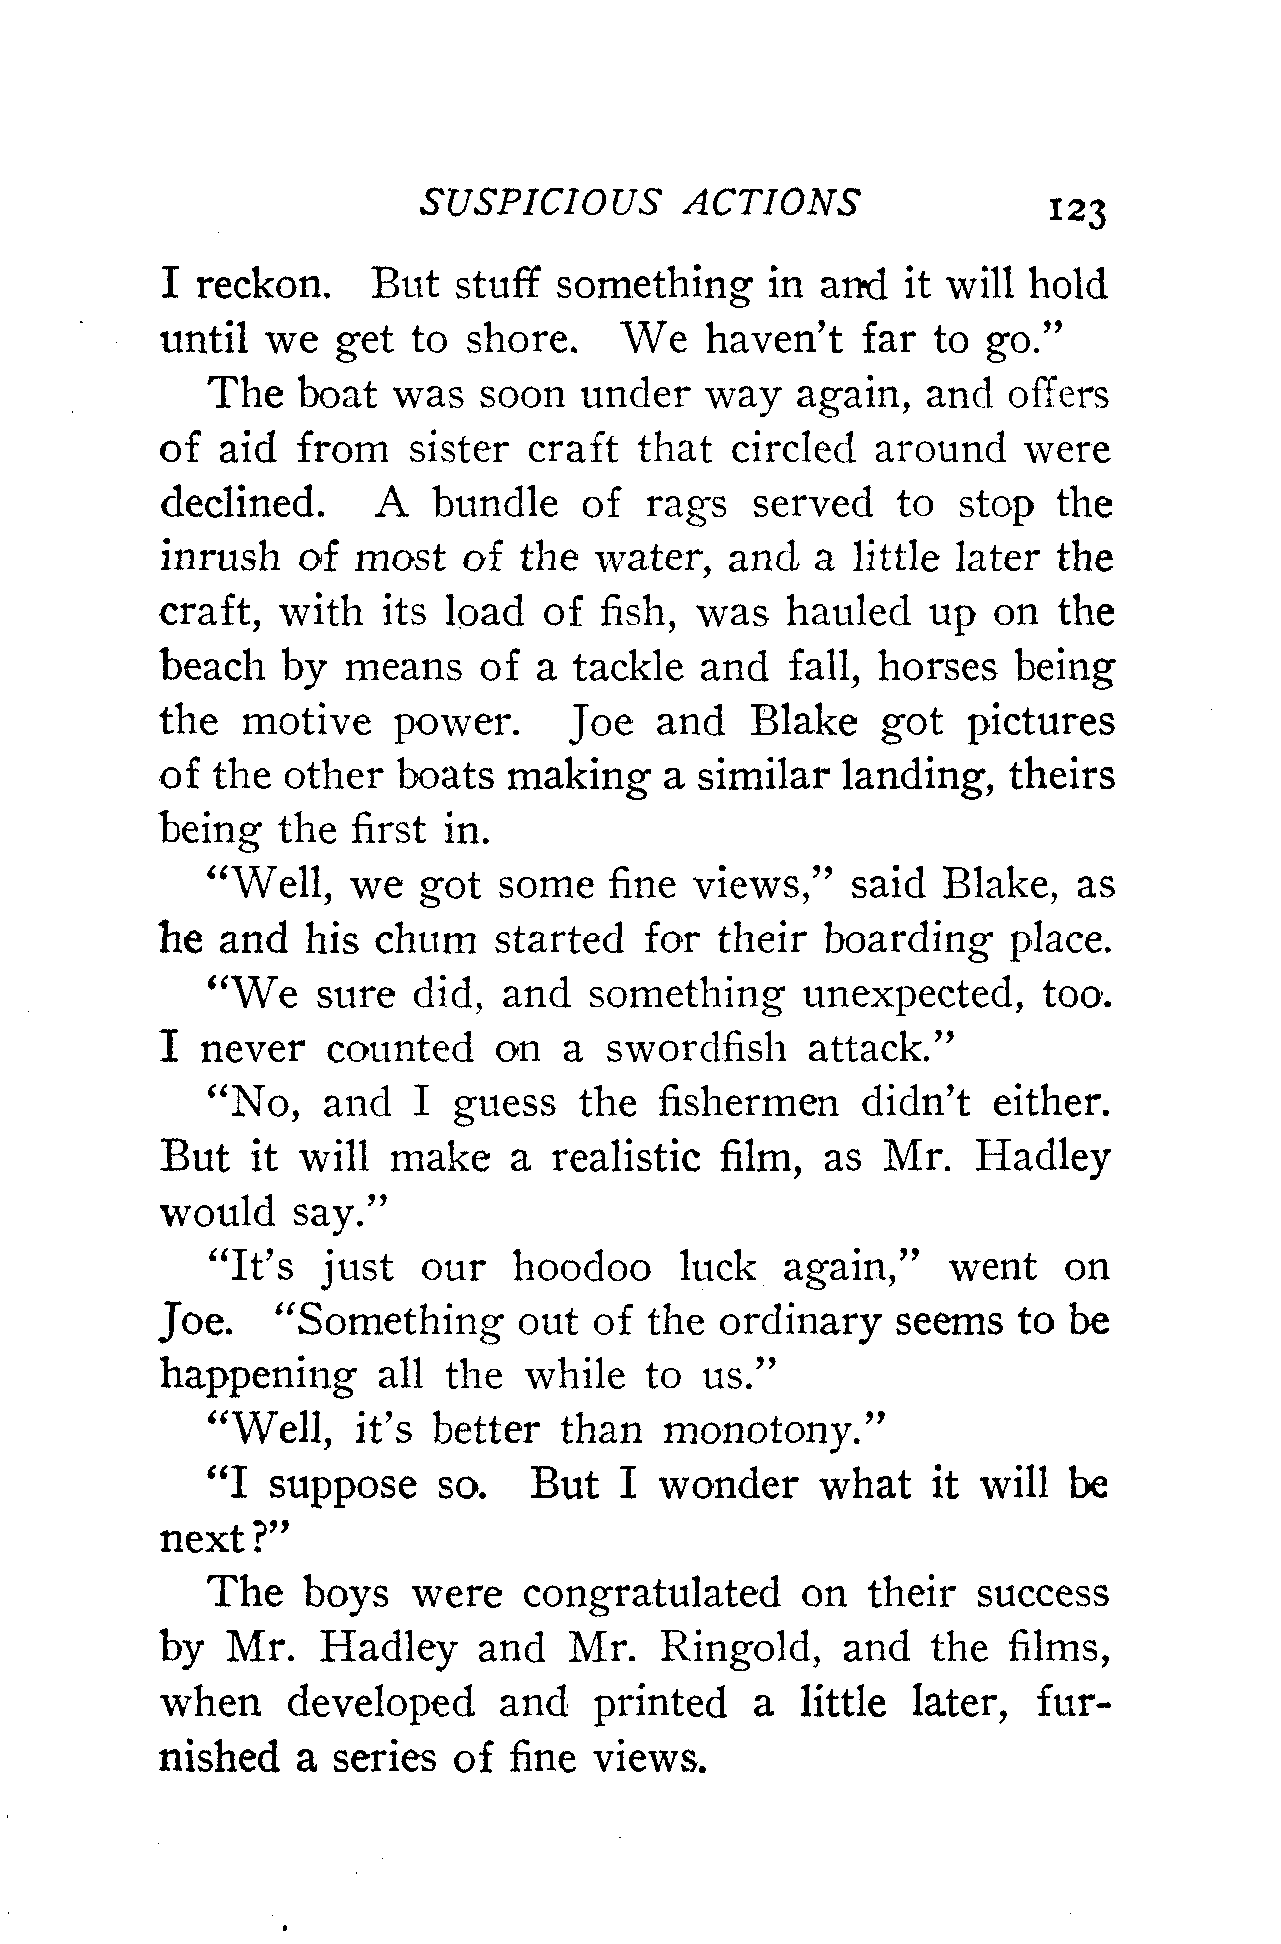 SUSPICIOUS ACTIONS 123
I reckon. But stuff something in and it will hold
until we get to shore. We haven't far to go."
The boat was soon under way again, and offers
of aid from sister craft that circled around were
declined. A bundle of rags served to stop the
inrush of most of the water, and a little later the
craft, with its load of fish, was hauled up on the
beach by means of a tackle and fall, horses being
the motive power. Joe and Blake got pictures
of the other boats making a similar landing, theirs
being the first in.
"Well, we got some fine views," said Blake, as
he and his chum started for their boarding place.
"We sure did, and something unexpected, too.
I never counted on a swordfish attack."
"No, and I guess the fishermen didn't either.
But it will make a realistic film, as Mr. Hadley
would say."
"It's just our hoodoo luck again," went on
Joe. "Something out of the ordinary seems to be
happening all the while to us."
"Well, it's better than monotony."
"I suppose so. But I wonder what it will be
next?"
The boys were congratulated on their success
by Mr. Hadley and Mr. Ringold, and the films,
when developed and printed a little later, fur-
nished a series of fine views.